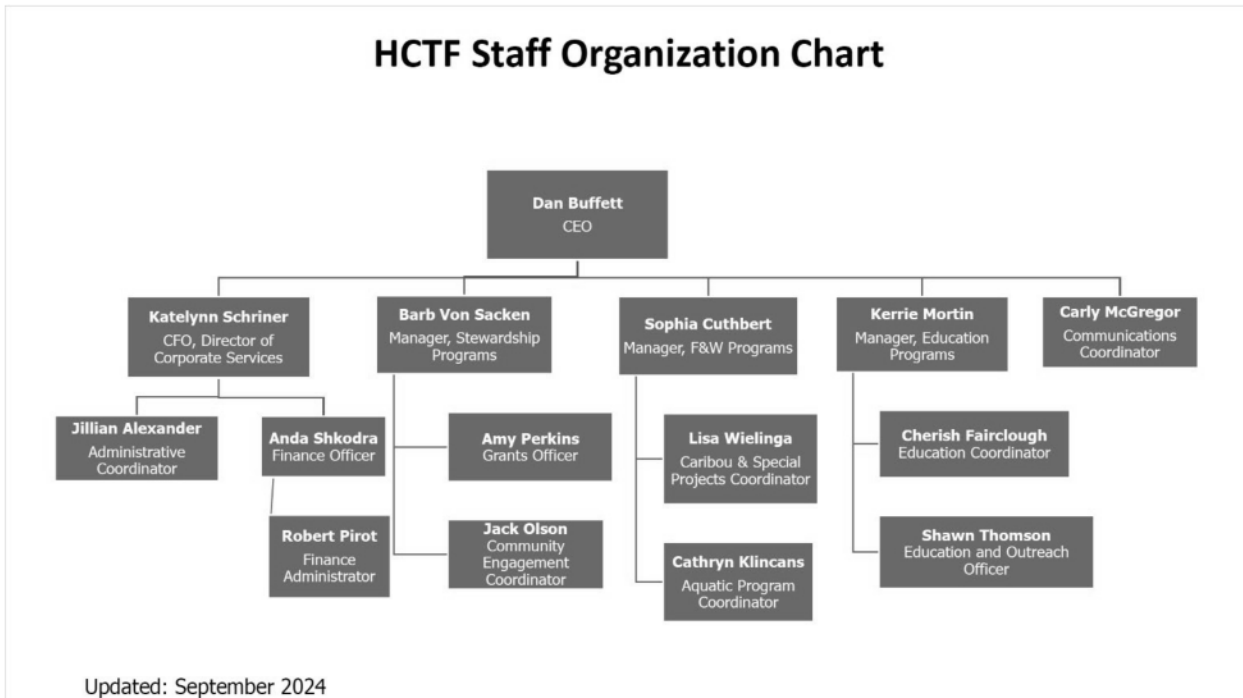 HCTF Staff Organization Chart
Dan Buffett
CEO
Katelynn Schriner
CFO, Director of
Corporate Services
Barb Von Sacken
Manager, Stewardship
Programs
Sophia Cuthbert
Manager, F&W Programs
Kerrie Mortin
Manager, Education
Programs
Carly McGregor
Communications
Coordinator
Jillian Alexander
Administrative
Coordinator
Anda Shkodra
Finance Officer
Amy Perkins
Grants Officer
Lisa Wielinga
Caribou & Special
Projects Coordinator
Cherish Fairclough
Education Coordinator
Robert Pirot
Finance
Administrator
Jack Olson
Community
Engagement
Coordinator
Cathryn Klincans
Aquatic Program
Coordinator
Shawn Thomson
Education and Outreach
Officer
Updated: September 2024